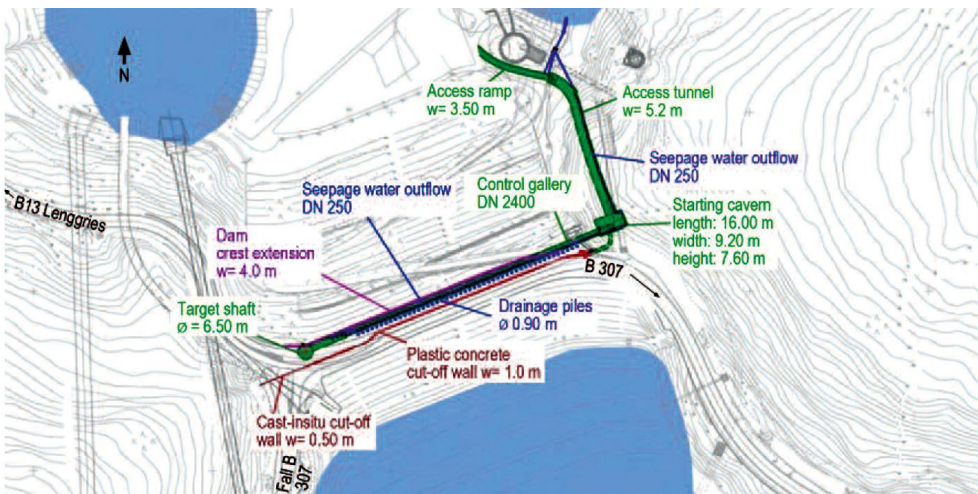 N
Access ramp
w= 3.50 m
Access tunnel
w= 5.2 m
Seepage water outflow
DN 250
Control gallery
DN 2400
Seepage water outflow
DN 250
Starting cavern
length: 16.00 m
width: 9.20 m
height: 7.60 m
B13 Lenggries
Dam
crest extension
w= 4.0 m
B 307
Target shaft
ø = 6.50 m
Drainage piles
ø 0.90 m
Plastic concrete
cut-off wall w= 1.0 m
Cast-insitu cut-off
wall w= 0.50 m
Fall B
307